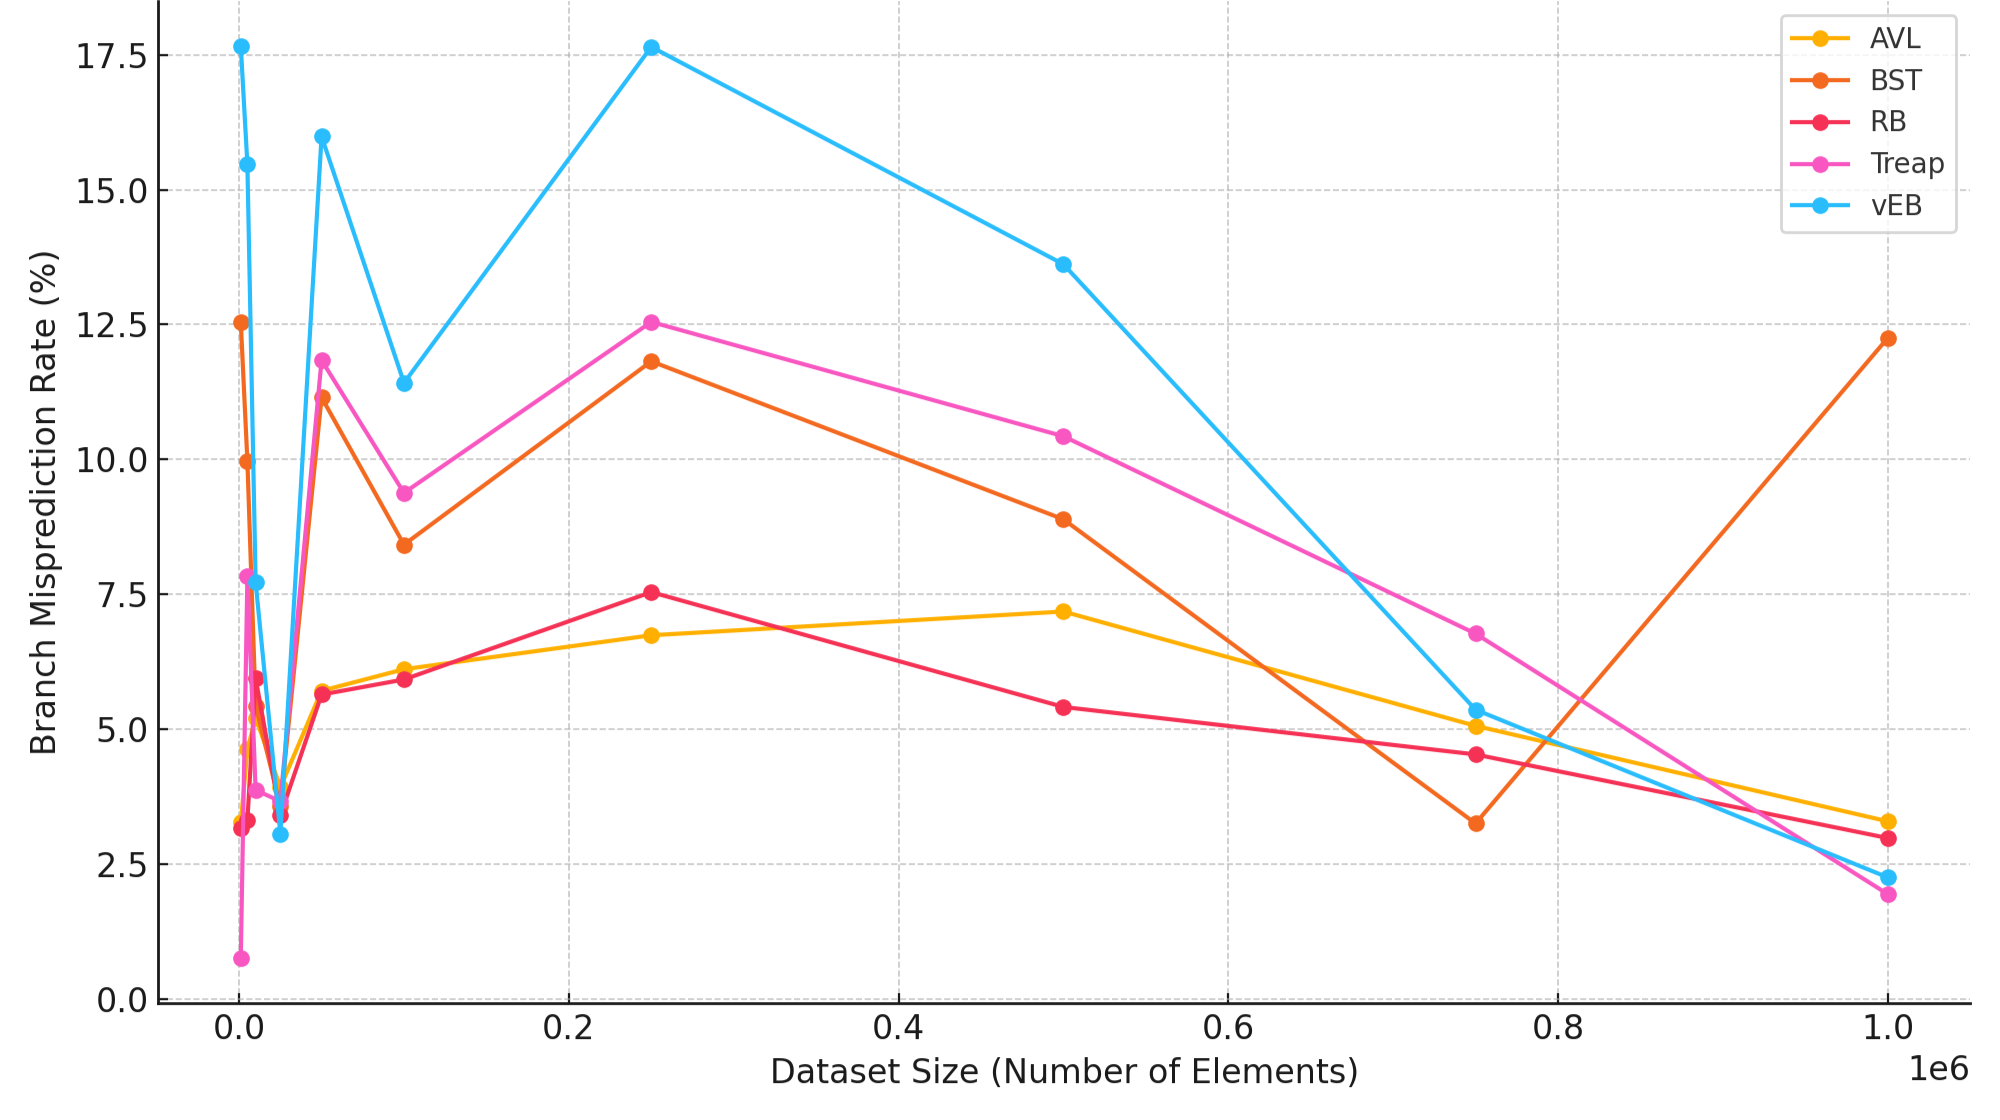 17.5
15.0
12.5
10.0
7.5
5.0
2.5
0.0
Branch Misprediction Rate (%)
AVL
BST
RB
Treap
vEB
0.0 0.2 0.4 0.6 0.8 1.0
1e6
Dataset Size (Number of Elements)